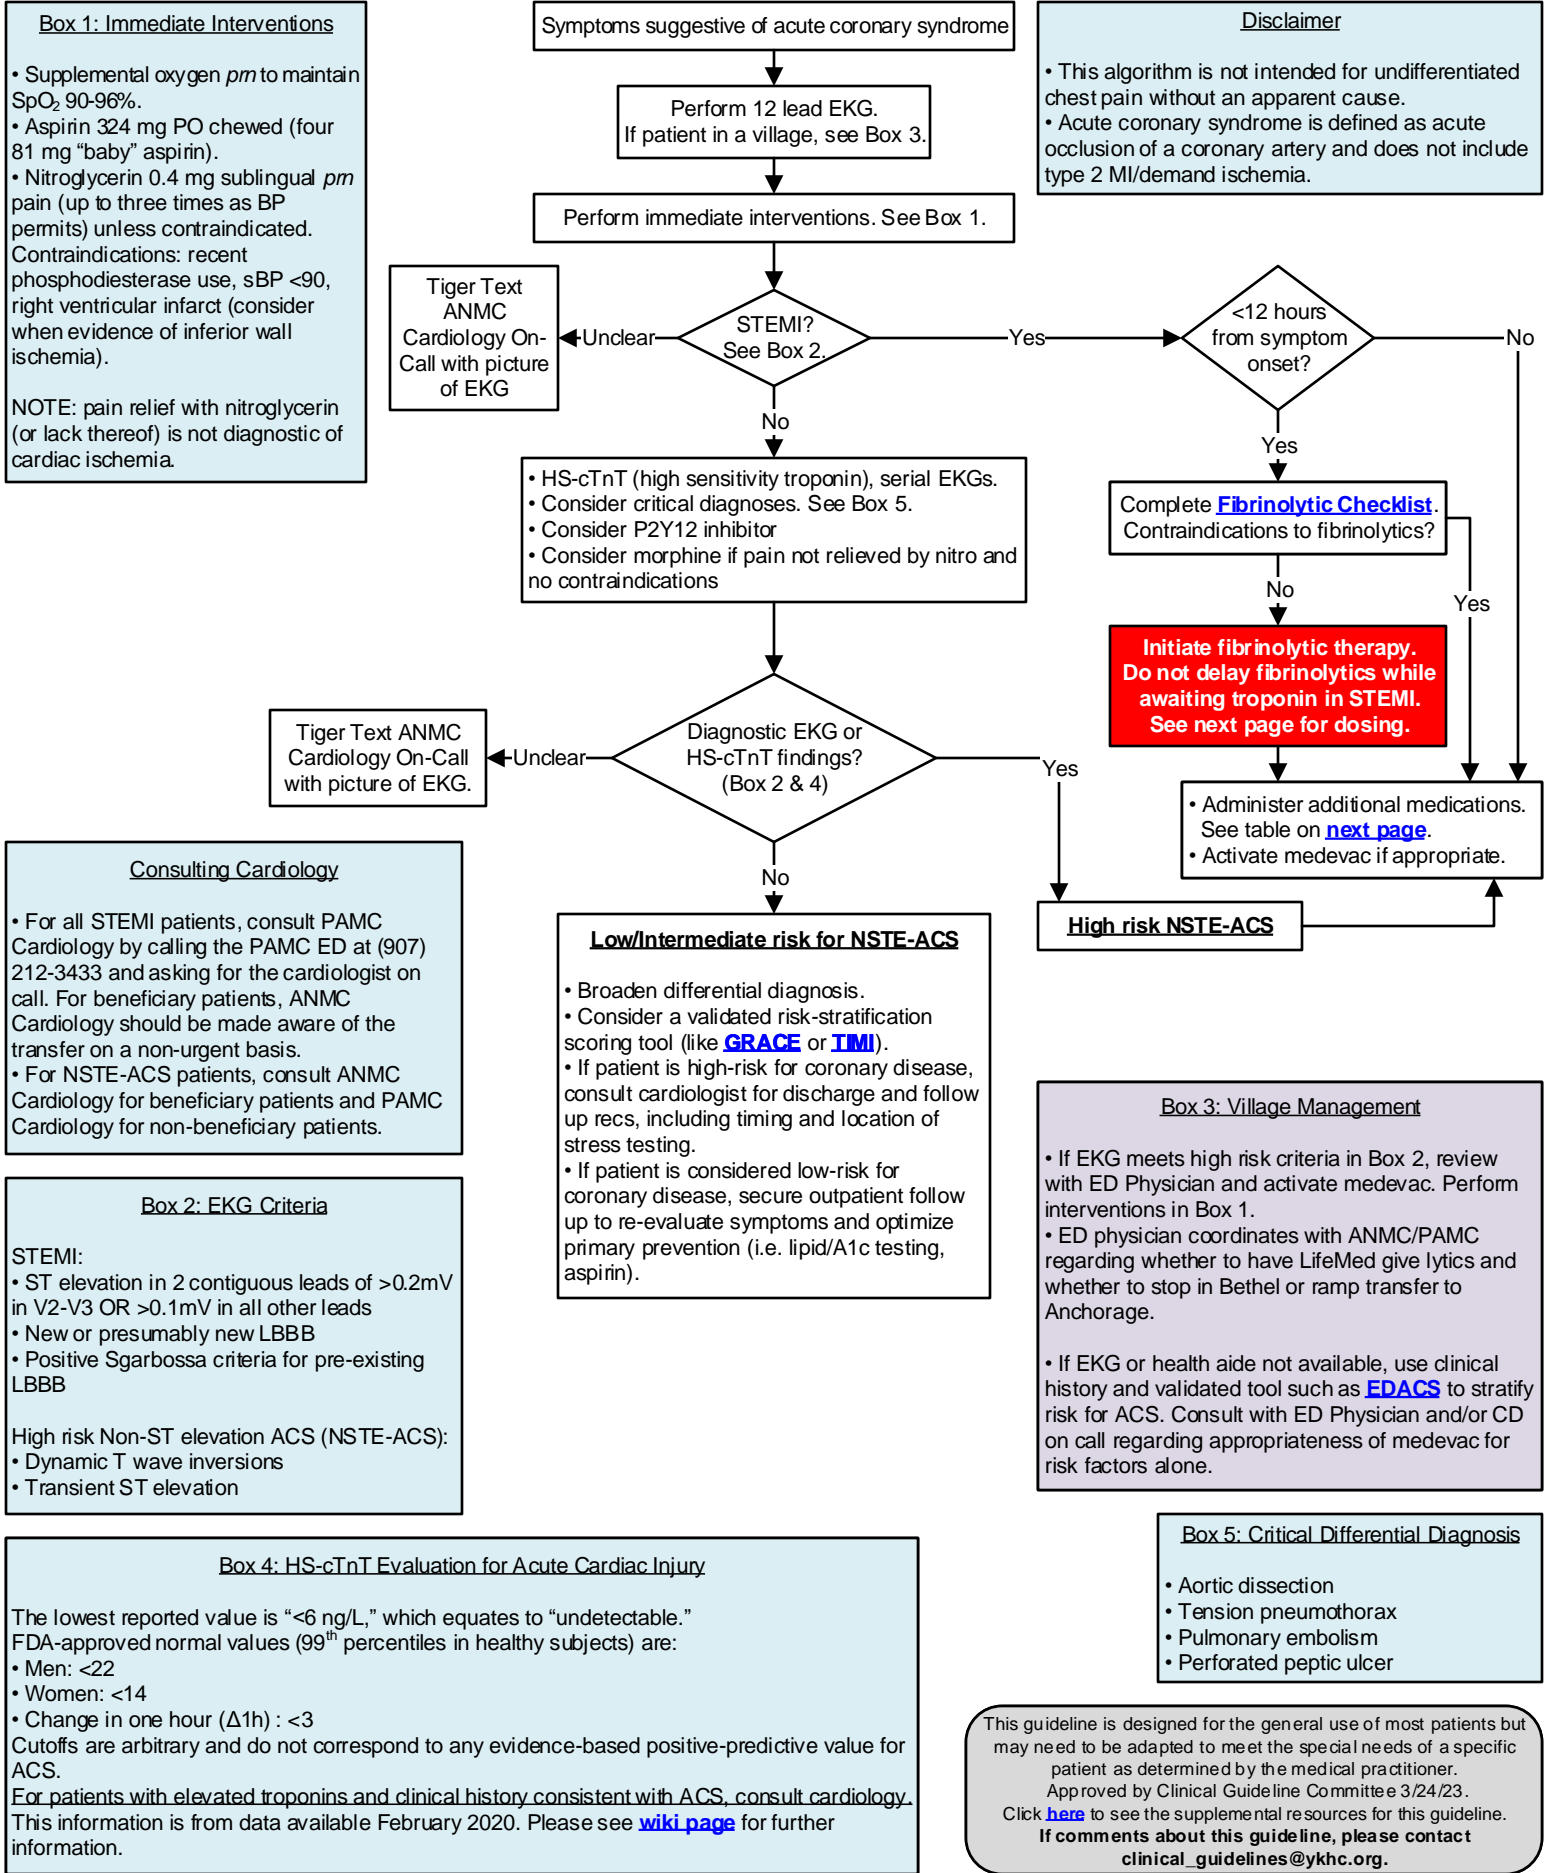 Box 1: Immediate Interventions
• Supplemental oxygen prn to maintain
SpO2 90-96%.
• Aspirin 324 mg PO chewed (four
81 mg “baby” aspirin).
• Nitroglycerin 0.4 mg sublingual prn
pain (up to three times as BP
permits) unless contraindicated.
Contraindications: recent
phosphodiesterase use, sBP <90,
right ventricular infarct (consider
when evidence of inferior wall
ischemia).
NOTE: pain relief with nitroglycerin
(or lack thereof) is not diagnostic of
cardiac ischemia.
Symptoms suggestive of acute coronary syndrome
Perform 12 lead EKG.
If patient in a village, see Box 3.
Perform immediate interventions. See Box 1.
Disclaimer
• This algorithm is not intended for undifferentiated
chest pain without an apparent cause.
• Acute coronary syndrome is defined as acute
occlusion of a coronary artery and does not include
type 2 MI/demand ischemia.
Tiger Text
ANMC
Cardiology On-
Call with picture
of EKG
Unclear
STEMI?
See Box 2.
Yes
<12 hours
from symptom
onset?
No
No
Yes
• HS-cTnT (high sensitivity troponin), serial EKGs.
• Consider critical diagnoses. See Box 5.
• Consider P2Y12 inhibitor
• Consider morphine if pain not relieved by nitro and
no contraindications
Complete Fibrinolytic Checklist.
Contraindications to fibrinolytics?
No
Yes
Initiate fibrinolytic therapy.
Do not delay fibrinolytics while
awaiting troponin in STEMI.
See next page for dosing.
Tiger Text ANMC
Cardiology On-Call
with picture of EKG.
Unclear
Diagnostic EKG or
HS-cTnT findings?
(Box 2 & 4)
Yes
• Administer additional medications.
See table on next page.
• Activate medevac if appropriate.
No
High risk NSTE-ACS
Consulting Cardiology
• For all STEMI patients, consult PAMC
Cardiology by calling the PAMC ED at (907)
212-3433 and asking for the cardiologist on
call. For beneficiary patients, ANMC
Cardiology should be made aware of the
transfer on a non-urgent basis.
• For NSTE-ACS patients, consult ANMC
Cardiology for beneficiary patients and PAMC
Cardiology for non-beneficiary patients.
Low/Intermediate risk for NSTE-ACS
• Broaden differential diagnosis.
• Consider a validated risk-stratification
scoring tool (like GRACE or TIMI).
• If patient is high-risk for coronary disease,
consult cardiologist for discharge and follow
up recs, including timing and location of
stress testing.
• If patient is considered low-risk for
coronary disease, secure outpatient follow
up to re-evaluate symptoms and optimize
primary prevention (i.e. lipid/A1c testing,
aspirin).
Box 2: EKG Criteria
STEMI:
• ST elevation in 2 contiguous leads of >0.2mV
in V2-V3 OR >0.1mV in all other leads
• New or presumably new LBBB
• Positive Sgarbossa criteria for pre-existing
LBBB
High risk Non-ST elevation ACS (NSTE-ACS):
• Dynamic T wave inversions
• Transient ST elevation
Box 3: Village Management
• If EKG meets high risk criteria in Box 2, review
with ED Physician and activate medevac. Perform
interventions in Box 1.
• ED physician coordinates with ANMC/PAMC
regarding whether to have LifeMed give lytics and
whether to stop in Bethel or ramp transfer to
Anchorage.
• If EKG or health aide not available, use clinical
history and validated tool such as EDACS to stratify
risk for ACS. Consult with ED Physician and/or CD
on call regarding appropriateness of medevac for
risk factors alone.
Box 4: HS-cTnT Evaluation for Acute Cardiac Injury
The lowest reported value is “<6 ng/L,” which equates to “undetectable.”
FDA-approved normal values (99th percentiles in healthy subjects) are:
• Men: <22
• Women: <14
• Change in one hour (Δ1h) : <3
Cutoffs are arbitrary and do not correspond to any evidence-based positive-predictive value for
ACS.
For patients with elevated troponins and clinical history consistent with ACS, consult cardiology.
This information is from data available February 2020. Please see wiki page for further
information.
Box 5: Critical Differential Diagnosis
• Aortic dissection
• Tension pneumothorax
• Pulmonary embolism
• Perforated peptic ulcer
This guideline is designed for the general use of most patients but
may need to be adapted to meet the special needs of a specific
patient as determined by the medical practitioner.
Approved by Clinical Guideline Committee 3/24/23.
Click here to see the supplemental resources for this guideline.
If comments about this guideline, please contact
clinical_guidelines@ykhc.org.